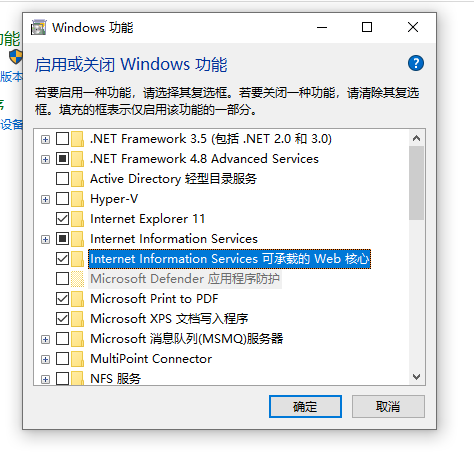 Windows 功能
功能
版本
序
设备
启用或关闭 Windows 功能
?
若要启用一种功能，请选择其复选框。若要关闭一种功能，请清除其复选
框。填充的框表示仅启用该功能的一部分。
.NET Framework 3.5 (包括 .NET 2.0 和 3.0)
.NET Framework 4.8 Advanced Services
Active Directory 轻型目录服务
Hyper-V
Internet Explorer 11
Internet Information Services
Internet Information Services 可承载的 Web 核心
Microsoft Defender 应用程序防护
Microsoft Print to PDF
Microsoft XPS 文档写入程序
Microsoft 消息队列(MSMQ)服务器
MultiPoint Connector
NFS 服务
确定
取消